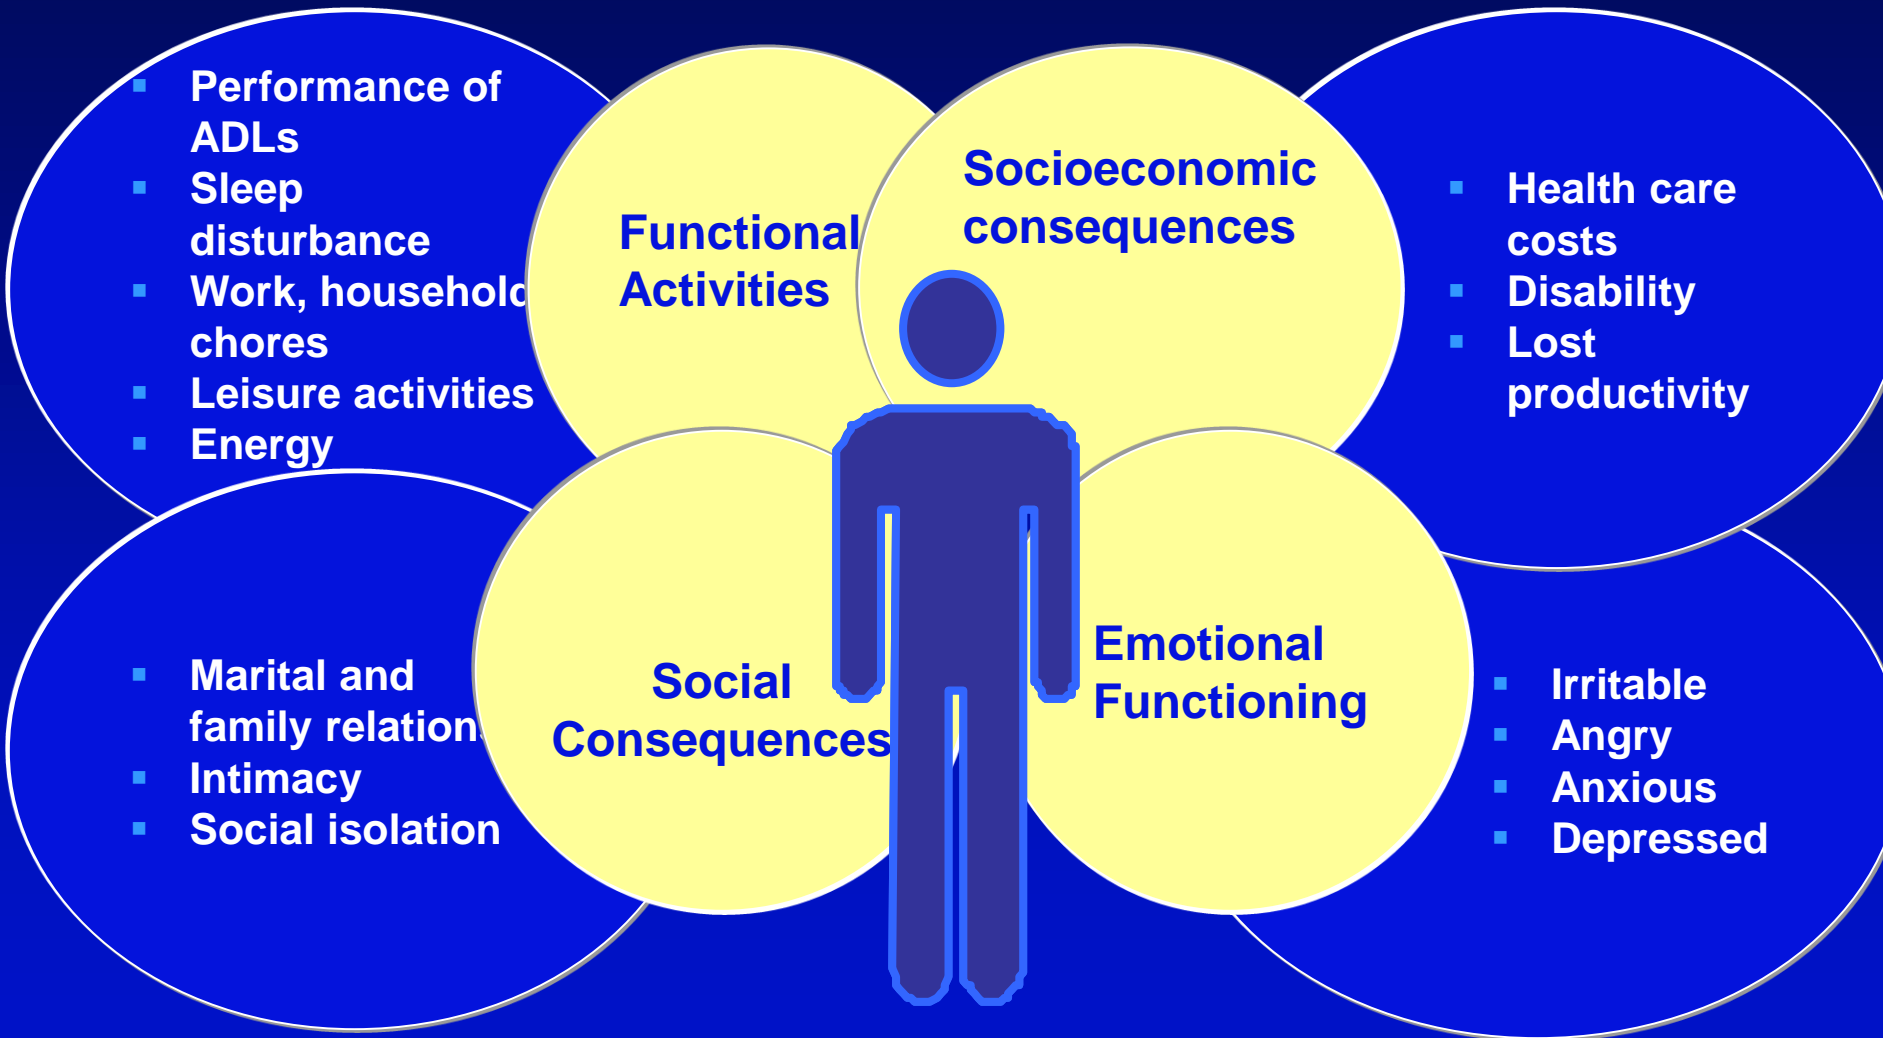 Performance of
ADLs
Sleep
disturbance
Work, household
chores
Leisure activities
Energy
Functional
Activities
Socioeconomic
consequences
Health care
costs
Disability
Lost
productivity
Marital and
family relation
Intimacy
Social isolation
Social
Consequences
Emotional
Functioning
Irritable
Angry
Anxious
Depressed